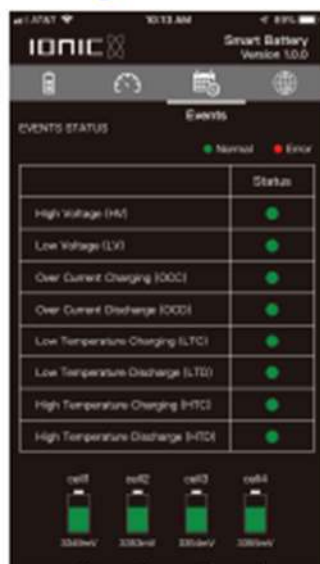 AT&T 10:13 AM 89%
IONIC Smart Battery
Version 1.0.0
Events
EVENTS STATUS
Normal Error
Status
High Voltage (HV)
Low Voltage (LV)
Over Current Charging (OCC)
Over Current Discharge (OCD)
Low Temperature Charging (LTC)
Low Temperature Discharge (LTD)
High Temperature Charging (HTC)
High Temperature Discharge (HTD)
cell1 cell2 cell3 cell4